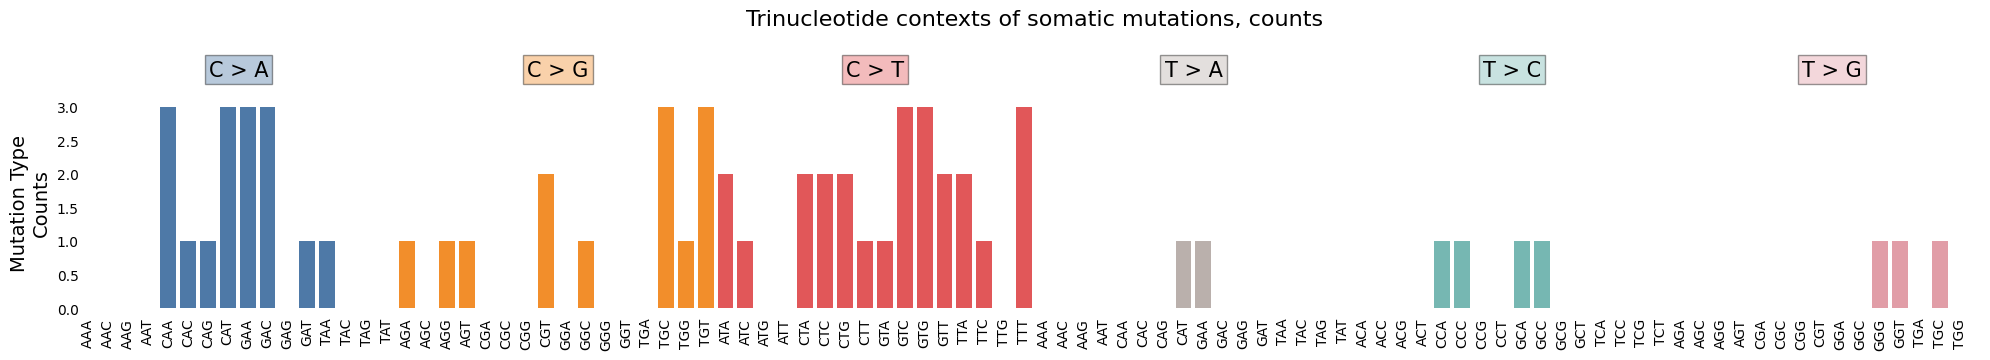 Trinucleotide contexts of somatic mutations, counts
C > A
C > G
C > T
T > A
T > C
T > G
Mutation Type
Counts
3.0
2.5
2.0
1.5
1.0
0.5
0.0
AAA
AAC
AAG
AAT
CAA
CAC
CAG
CAT
GAA
GAC
GAG
GAT
TAA
TAC
TAG
TAT
AGA
AGC
AGG
AGT
CGA
CGC
CGG
CGT
GGA
GGC
GGG
GGT
TGA
TGC
TGG
TGT
ATA
ATC
ATG
ATT
CTA
CTC
CTG
CTT
GTA
GTC
GTG
GTT
TTA
TTC
TTG
TTT
AAA
AAC
AAG
AAT
CAA
CAC
CAG
CAT
GAA
GAC
GAG
GAT
TAA
TAC
TAG
TAT
ACA
ACC
ACG
ACT
CCA
CCC
CCG
CCT
GCA
GCC
GCG
GCT
TCA
TCC
TCG
TCT
AGA
AGC
AGG
AGT
CGA
CGC
CGG
CGT
GGA
GGC
GGG
GGT
TGA
TGC
TGG